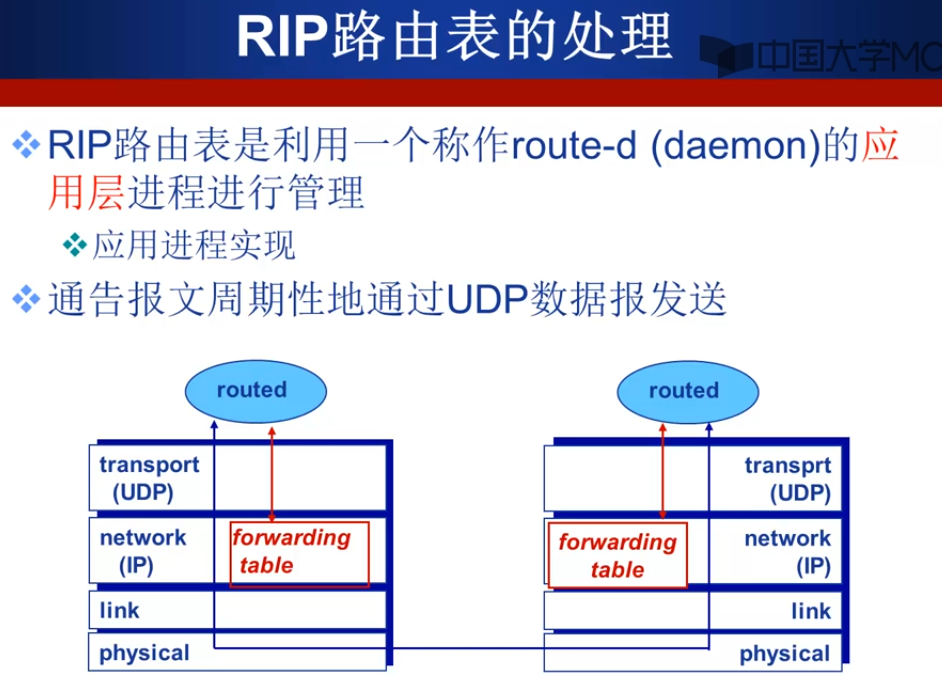 RIP路由表的处理
中国大学MO
RIP路由表是利用一个称作route-d (daemon)的应
用层进程进行管理
应用进程实现
通告报文周期性地通过UDP数据报发送
routed
routed
transport
(UDP)
transprt
(UDP)
network
(IP)
forwarding
table
forwarding
table
network
(IP)
link
link
physical
physical